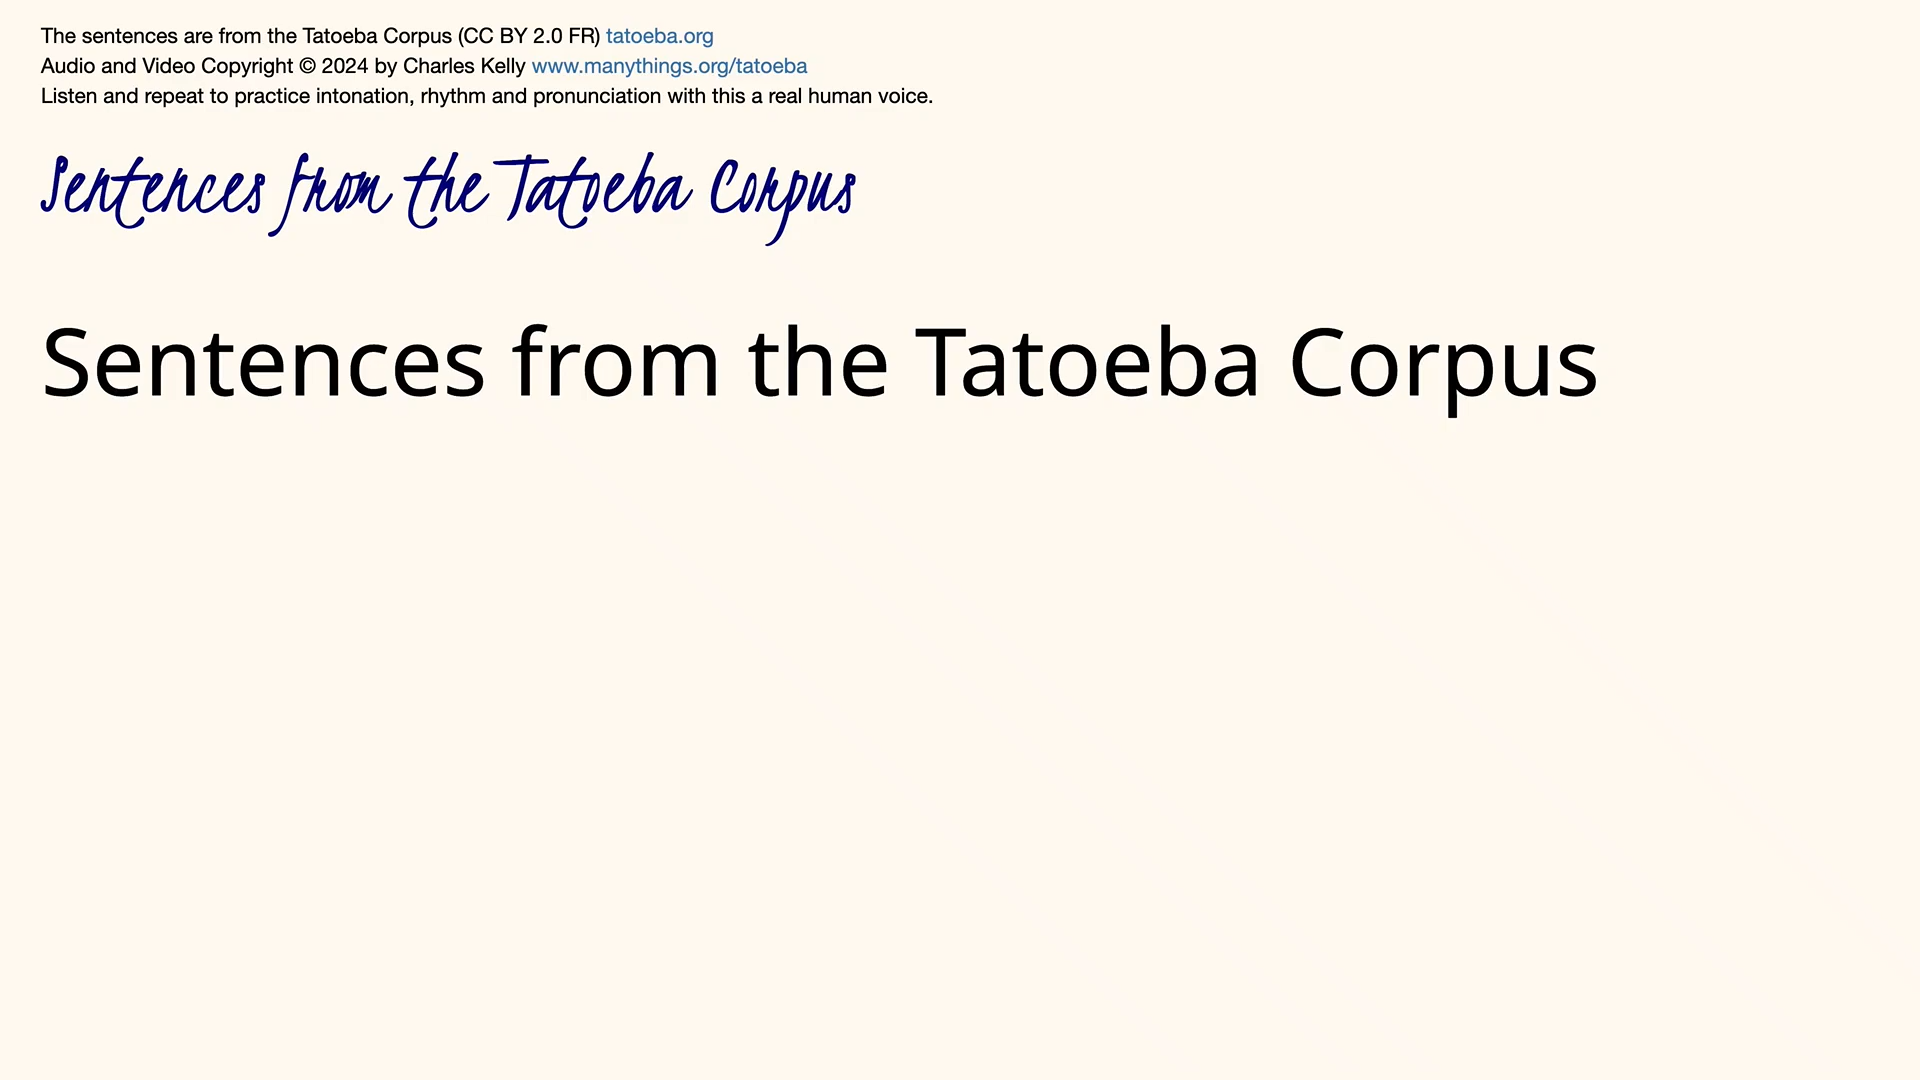 The sentences are from the Tatoeba Corpus (CC BY 2.0 FR) tatoeba.org
Audio and Video Copyright © 2024 by Charles Kelly www.manythings.org/tatoeba
Listen and repeat to practice intonation, rhythm and pronunciation with this a real human voice.
Sentences from the Tatoeba Corpus
Sentences from the Tatoeba Corpus